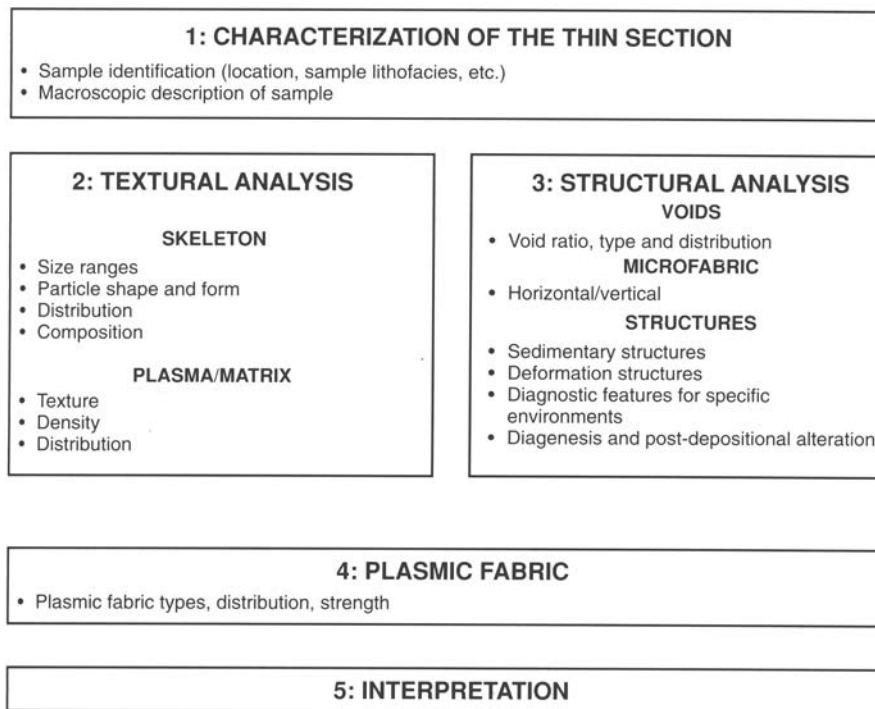 1: CHARACTERIZATION OF THE THIN SECTION
• Sample identification (location, sample lithofacies, etc.)
• Macroscopic description of sample
2: TEXTURAL ANALYSIS
SKELETON
• Size ranges
• Particle shape and form
• Distribution
• Composition
PLASMA/MATRIX
• Texture
• Density
• Distribution
3: STRUCTURAL ANALYSIS
VOIDS
• Void ratio, type and distribution
MICROFABRIC
• Horizontal/vertical
STRUCTURES
• Sedimentary structures
• Deformation structures
• Diagnostic features for specific
environments
• Diagenesis and post-depositional alteration
4: PLASMIC FABRIC
• Plasmic fabric types, distribution, strength
5: INTERPRETATION